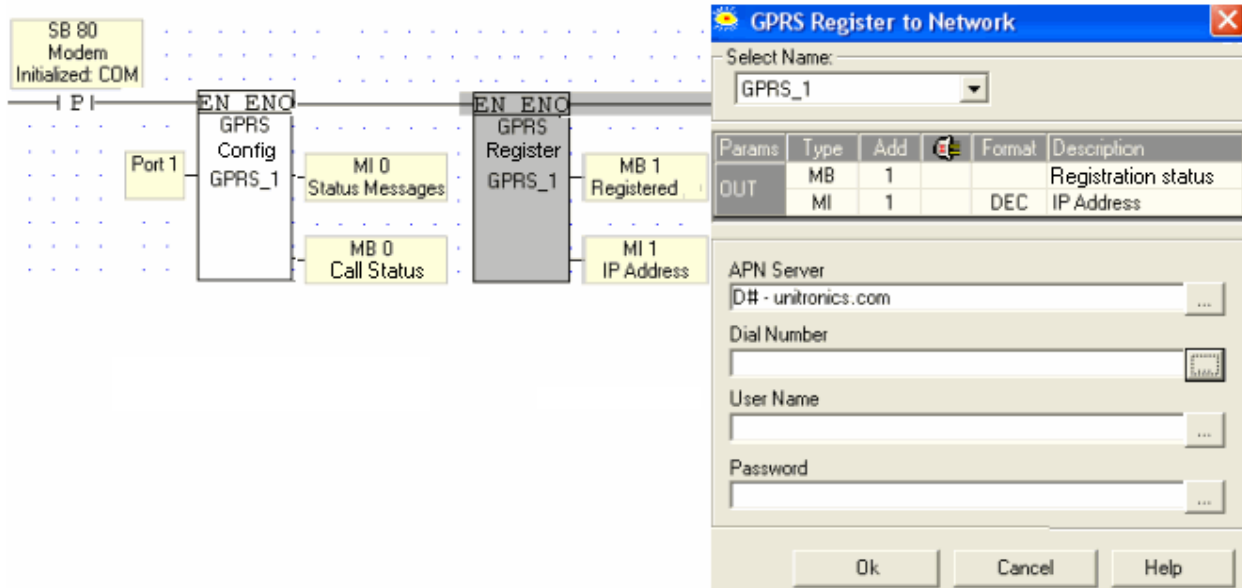 SB 80
Modem
Initialized: COM
P
EN ENO
GPRS
Config
GPRS_1
Port 1
MI 0
Status Messages
MB 0
Call Status
EN ENO
GPRS
Register
GPRS_1
MB 1
Registered
MI 1
IP Address
GPRS Register to Network
Select Name:
GPRS_1
Params Type Add Format Description
OUT MB 1 Registration status
MI 1 DEC IP Address
APN Server
D# - unitronics.com ...
Dial Number
...
User Name
...
Password
...
Ok Cancel Help